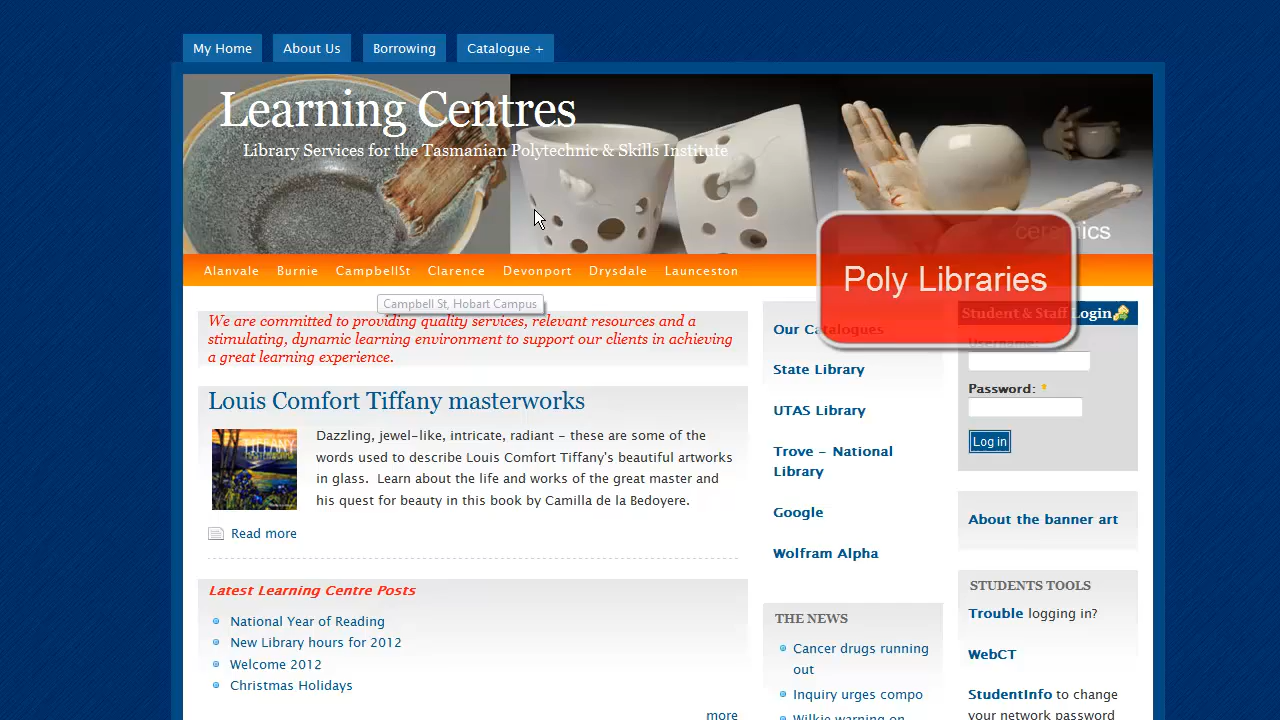 My Home
About Us
Borrowing
Catalogue +
Learning Centres
Library Services for the Tasmanian Polytechnic & Skills Institute
ceramics
Poly Libraries
Alanvale
Burnie
CampbellSt
Clarence
Devonport
Drysdale
Launceston
Campbell St, Hobart Campus
We are committed to providing quality services, relevant resources and a
stimulating, dynamic learning environment to support our clients in achieving
a great learning experience.
Louis Comfort Tiffany masterworks
TIFFANY
Dazzling, jewel-like, intricate, radiant - these are some of the
words used to describe Louis Comfort Tiffany's beautiful artworks
in glass. Learn about the life and works of the great master and
his quest for beauty in this book by Camilla de la Bedoyere.
Read more
Latest Learning Centre Posts
National Year of Reading
New Library hours for 2012
Welcome 2012
Christmas Holidays
more
Our Catalogues
State Library
UTAS Library
Trove - National
Library
Google
Wolfram Alpha
THE NEWS
Cancer drugs running
out
Inquiry urges compo
Wilkie warning on
Student & Staff Login
Username:
Password: *
Log in
About the banner art
STUDENTS TOOLS
Trouble logging in?
WebCT
StudentInfo to change
your network password